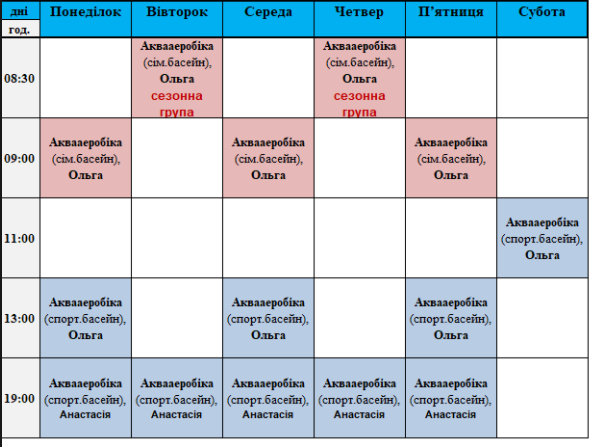 дні Понеділок Вівторок Середа Четвер П’ятниця Субота
год.
08:30
Аквааеробіка
(сім.басейн),
Ольга
сезонна
група
Аквааеробіка
(сім.басейн),
Ольга
сезонна
група
09:00
Аквааеробіка
(сім.басейн),
Ольга
Аквааеробіка
(сім.басейн),
Ольга
Аквааеробіка
(сім.басейн),
Ольга
11:00
Аквааеробіка
(спорт.басейн),
Ольга
13:00
Аквааеробіка
(спорт.басейн),
Ольга
Аквааеробіка
(спорт.басейн),
Ольга
Аквааеробіка
(спорт.басейн),
Ольга
19:00
Аквааеробіка
(спорт.басейн),
Анастасія
Аквааеробіка
(спорт.басейн),
Анастасія
Аквааеробіка
(спорт.басейн),
Анастасія
Аквааеробіка
(спорт.басейн),
Анастасія
Аквааеробіка
(спорт.басейн),
Анастасія